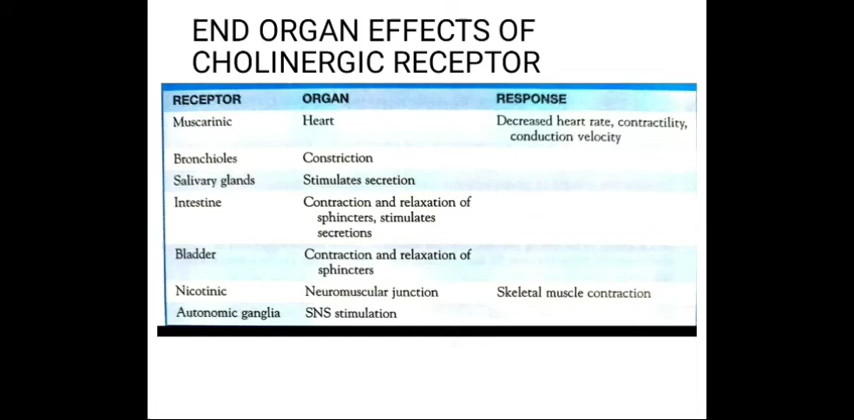 END ORGAN EFFECTS OF
CHOLINERGIC RECEPTOR
RECEPTOR ORGAN RESPONSE
Muscarinic Heart Decreased heart rate, contractility,
conduction velocity
Bronchioles Constriction
Salivary glands Stimulates secretion
Intestine Contraction and relaxation of
sphincters, stimulates
secretions
Bladder Contraction and relaxation of
sphincters
Nicotinic Neuromuscular junction Skeletal muscle contraction
Autonomic ganglia SNS stimulation